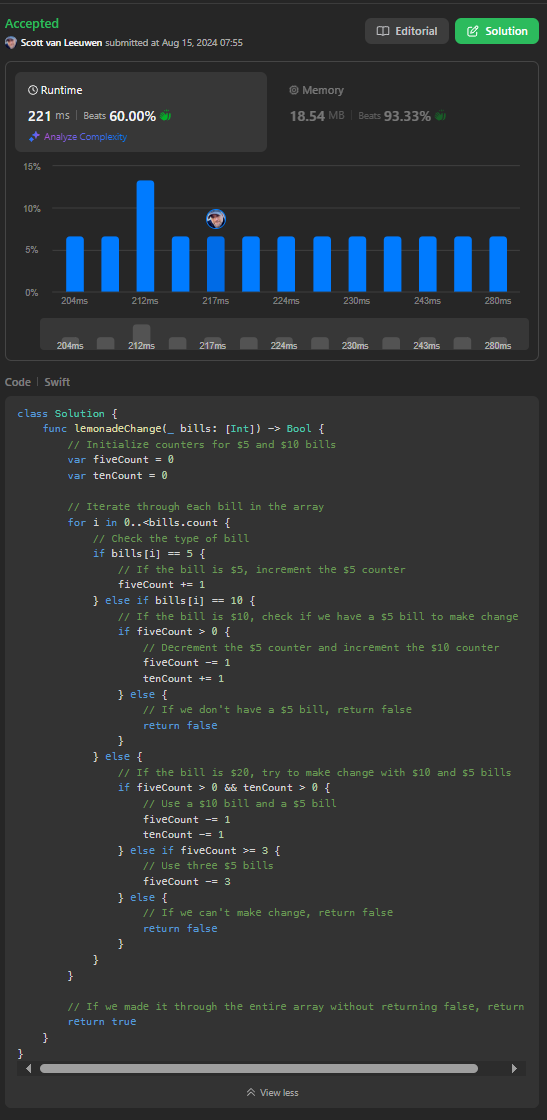 Accepted
Editorial
Solution
Scott van Leeuwen submitted at Aug 15, 2024 07:55
Runtime
221 ms | Beats 60.00%
Analyze Complexity
Memory
18.54 MB | Beats 93.33%
15%
10%
5%
0%
204ms 212ms 217ms 224ms 230ms 243ms 280ms
204ms 212ms 217ms 224ms 230ms 243ms 280ms
Code | Swift
class Solution {
    func lemonadeChange(_ bills: [Int]) -> Bool {
        // Initialize counters for $5 and $10 bills
        var fiveCount = 0
        var tenCount = 0

        // Iterate through each bill in the array
        for i in 0..<bills.count {
            // Check the type of bill
            if bills[i] == 5 {
                // If the bill is $5, increment the $5 counter
                fiveCount += 1
            } else if bills[i] == 10 {
                // If the bill is $10, check if we have a $5 bill to make change
                if fiveCount > 0 {
                    // Decrement the $5 counter and increment the $10 counter
                    fiveCount -= 1
                    tenCount += 1
                } else {
                    // If we don't have a $5 bill, return false
                    return false
                }
            } else {
                // If the bill is $20, try to make change with $10 and $5 bills
                if fiveCount > 0 && tenCount > 0 {
                    // Use a $10 bill and a $5 bill
                    fiveCount -= 1
                    tenCount -= 1
                } else if fiveCount >= 3 {
                    // Use three $5 bills
                    fiveCount -= 3
                } else {
                    // If we can't make change, return false
                    return false
                }
            }
        }

        // If we made it through the entire array without returning false, return
        return true
    }
}
View less